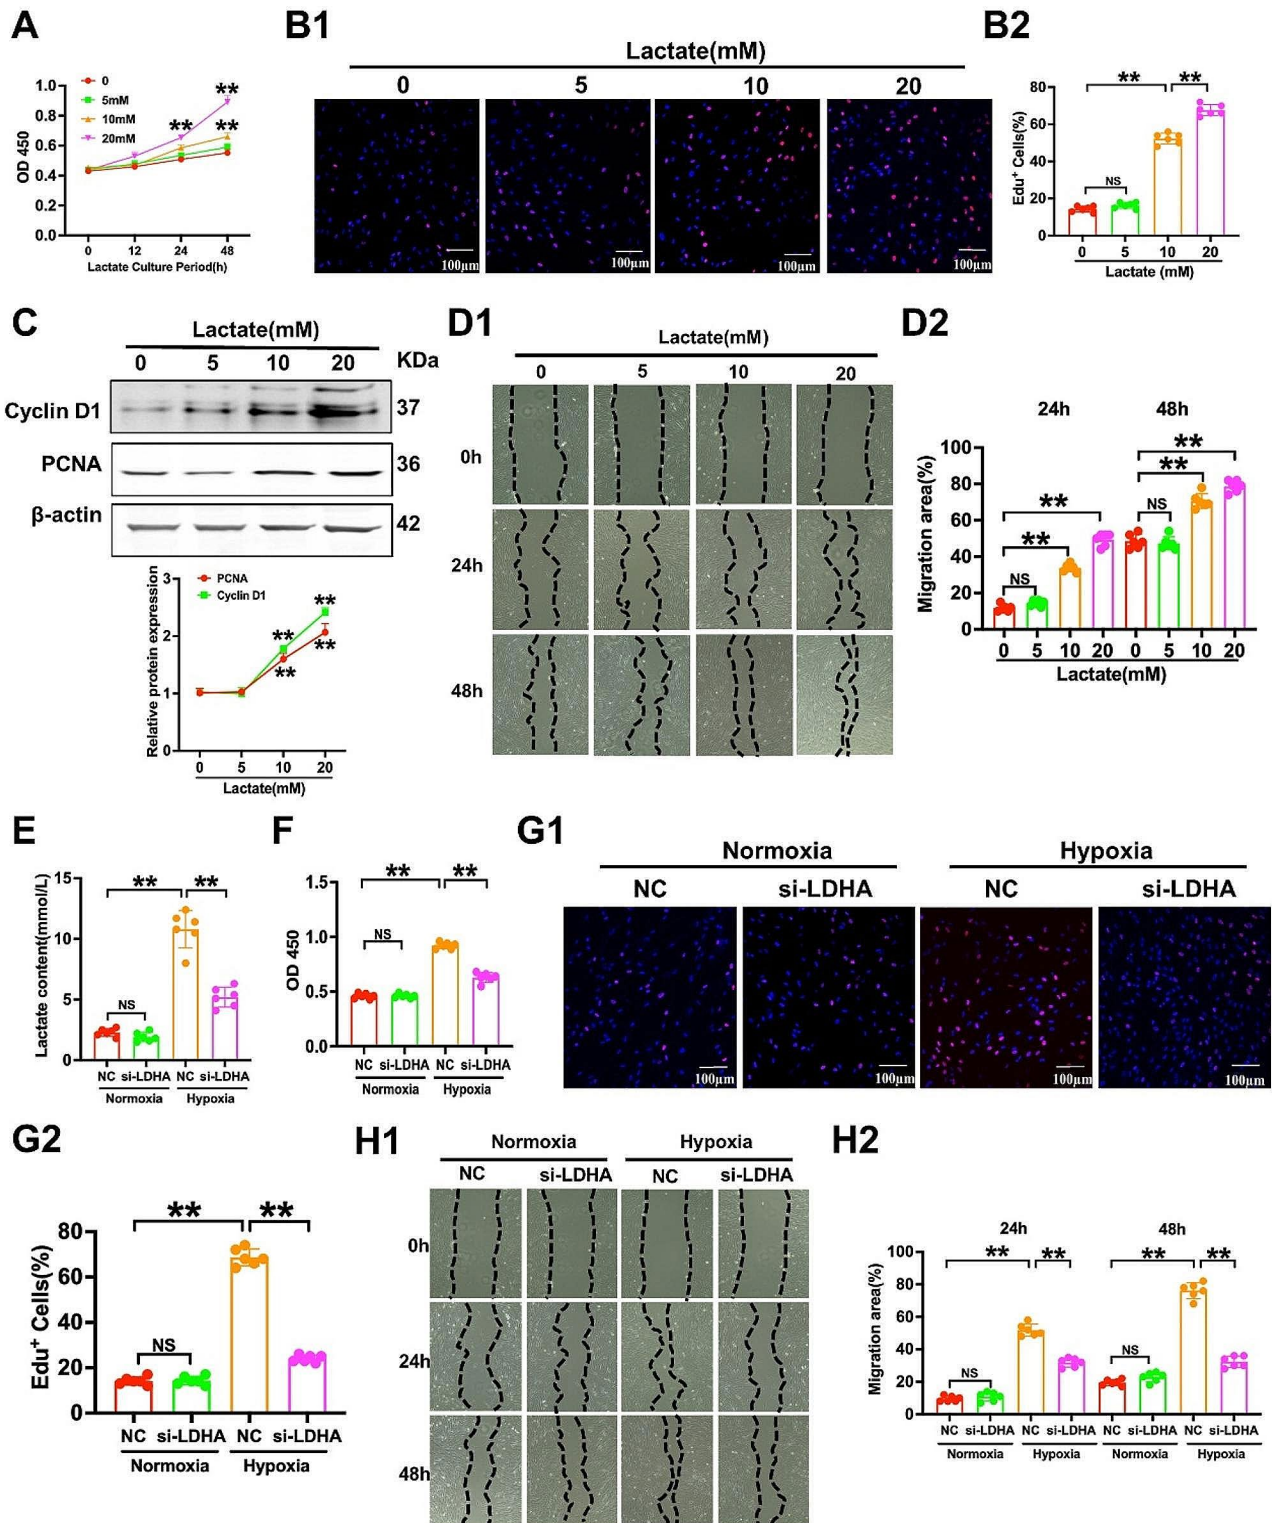 A
B1
B2
Lactate(mM)
0 5 10 20
0
5mM
10mM
20mM
1.0
0.8
0.6
0.4
0.2
0.0
OD 450
** ** **
0 12 24 48
Lactate Culture Period(h)
100μm 100μm 100μm 100μm
80
60
40
20
0
Edu+ Cells(%)
** **
NS
0 5 10 20
Lactate (mM)
C
Lactate(mM)
0 5 10 20 KDa
Cyclin D1 37
PCNA 36
β-actin 42
PCNA
Cyclin D1
3
2
1
0
Relative protein expression
** **
** **
0 5 10 20
Lactate(mM)
D1
Lactate(mM)
0 5 10 20
0h
24h
48h
D2
24h 48h
100
80
60
40
20
0
Migration area(%)
**
**
**
**
NS NS
0 5 10 20 0 5 10 20
Lactate(mM)
E
15
10
5
0
Lactate content(mmol/L)
** **
NS
NC si-LDHA NC si-LDHA
Normoxia Hypoxia
F
1.5
1.0
0.5
0.0
OD 450
** **
NS
NC si-LDHA NC si-LDHA
Normoxia Hypoxia
G1
Normoxia Hypoxia
NC si-LDHA NC si-LDHA
100μm 100μm 100μm 100μm
G2
80
60
40
20
0
Edu+ Cells(%)
** **
NS
NC si-LDHA NC si-LDHA
Normoxia Hypoxia
H1
Normoxia Hypoxia
NC si-LDHA NC si-LDHA
0h
24h
48h
H2
24h 48h
100
80
60
40
20
0
Migration area(%)
** ** ** **
NS NS
NC si-LDHA NC si-LDHA NC si-LDHA NC si-LDHA
Normoxia Hypoxia Normoxia Hypoxia